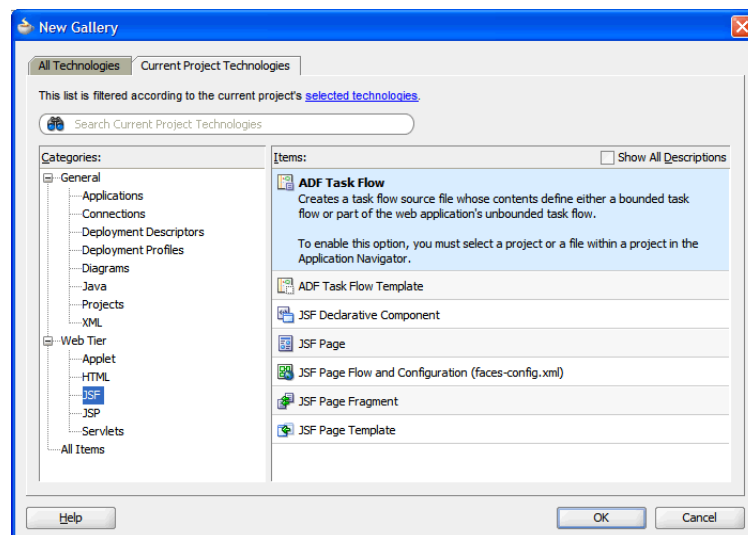 New Gallery
All Technologies
Current Project Technologies
This list is filtered according to the current project's selected technologies.
Search Current Project Technologies
Categories:
General
Applications
Connections
Deployment Descriptors
Deployment Profiles
Diagrams
Java
Projects
XML
Web Tier
Applet
HTML
JSF
JSP
Servlets
All Items
Items:
Show All Descriptions
ADF Task Flow
Creates a task flow source file whose contents define either a bounded task
flow or part of the web application's unbounded task flow.
To enable this option, you must select a project or a file within a project in the
Application Navigator.
ADF Task Flow Template
JSF Declarative Component
JSF Page
JSF Page Flow and Configuration (faces-config.xml)
JSF Page Fragment
JSF Page Template
Help
OK
Cancel